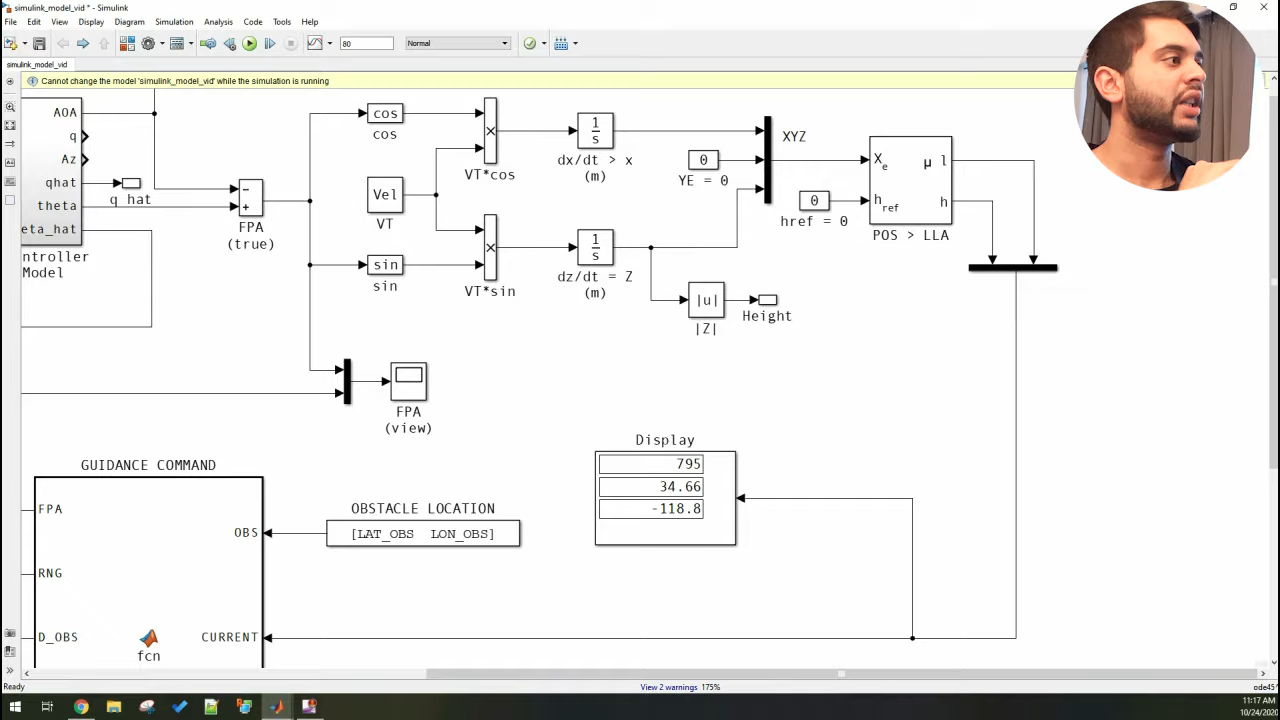 simulink_model_vid * - Simulink
File Edit View Display Diagram Simulation Analysis Code Tools Help
80
Normal
simulink_model_vid
Cannot change the model 'simulink_model_vid' while the simulation is running
AOA
q
Az
qhat
theta
eta_hat
ntroller
Model
q hat
FPA
(true)
cos
cos
Vel
VT
sin
sin
VT*cos
VT*sin
1
s
dx/dt > x
(m)
1
s
dz/dt = Z
(m)
0
YE = 0
XYZ
0
href = 0
Xe
href
μ l
h
POS > LLA
|u|
|Z|
Height
FPA
(view)
GUIDANCE COMMAND
FPA
RNG
D_OBS
OBS
CURRENT
fcn
OBSTACLE LOCATION
[LAT_OBS LON_OBS]
Display
795
34.66
-118.8
Ready
View 2 warnings 175%
ode45
11:17 AM
10/24/2020